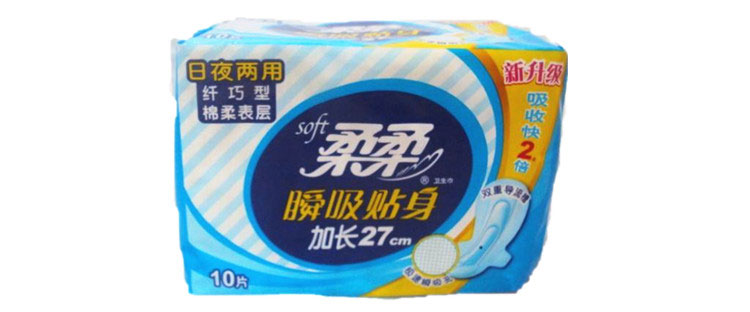 日夜两用
纤巧型
棉柔表层
soft
柔柔
® 卫生巾
瞬吸贴身
加长27cm
10片
新升级
吸收快2倍
双重导流槽